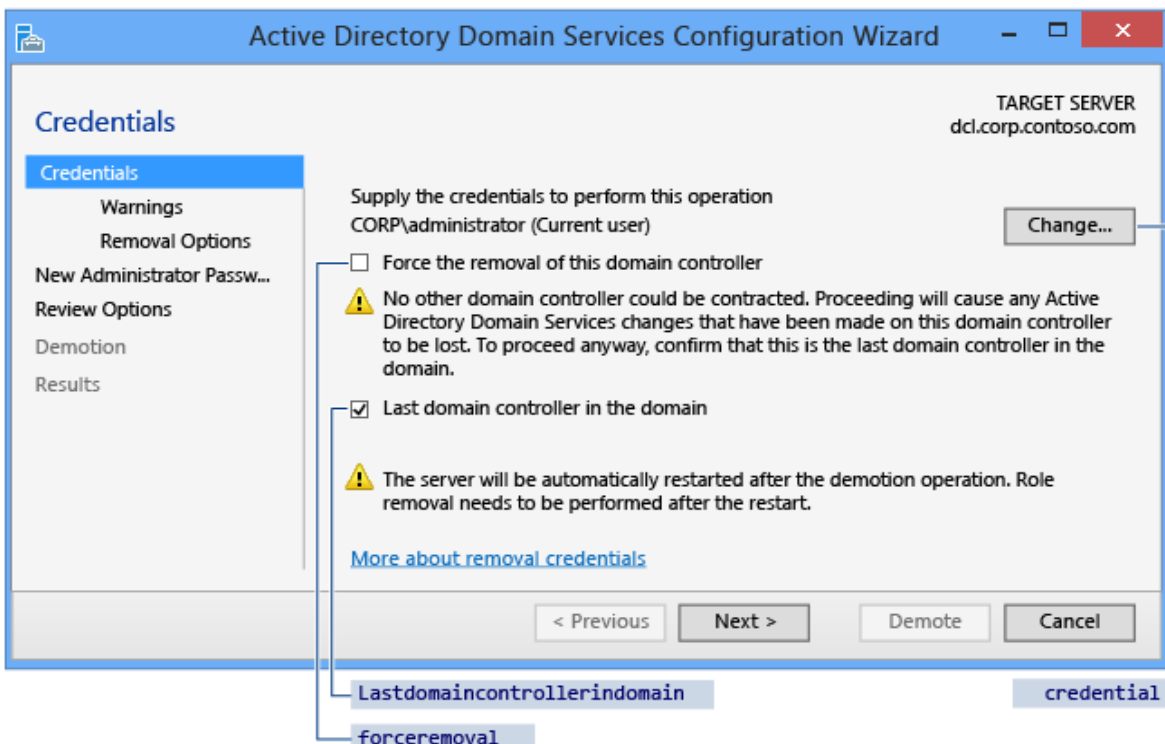 Active Directory Domain Services Configuration Wizard
Credentials
TARGET SERVER
dcl.corp.contoso.com
Credentials
Warnings
Removal Options
New Administrator Passw...
Review Options
Demotion
Results
Supply the credentials to perform this operation
CORP\administrator (Current user)
Change...
Force the removal of this domain controller
No other domain controller could be contracted. Proceeding will cause any Active
Directory Domain Services changes that have been made on this domain controller
to be lost. To proceed anyway, confirm that this is the last domain controller in the
domain.
Last domain controller in the domain
The server will be automatically restarted after the demotion operation. Role
removal needs to be performed after the restart.
More about removal credentials
< Previous
Next >
Demote
Cancel
Lastdomaincontrollerindomain
credential
forceremoval